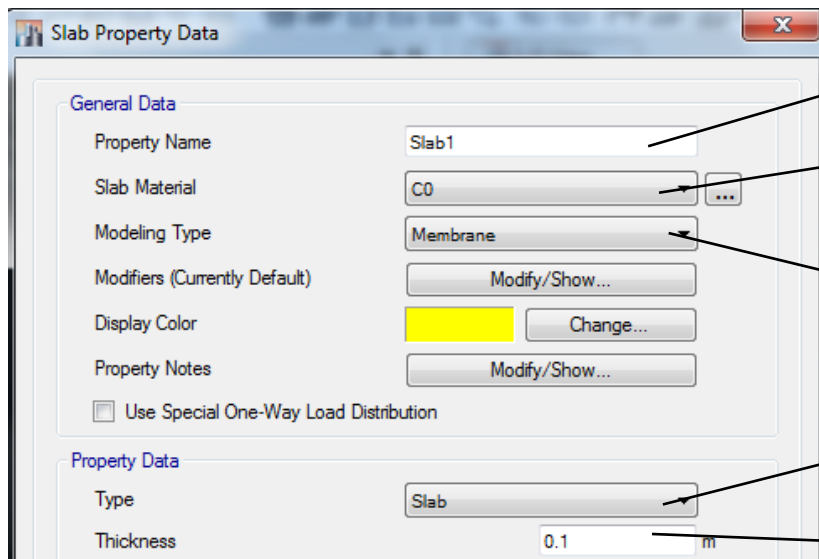 Slab Property Data
General Data
Property Name Slab1
Slab Material C0 ...
Modeling Type Membrane
Modifiers (Currently Default) Modify/Show...
Display Color Change...
Property Notes Modify/Show...
Use Special One-Way Load Distribution
Property Data
Type Slab
Thickness 0.1 m